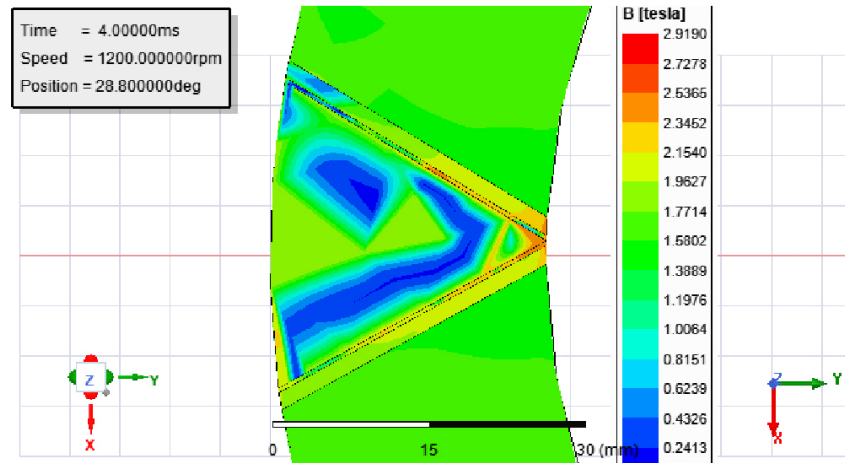 Time = 4.00000ms
Speed = 1200.000000rpm
Position = 28.800000deg
B [tesla]
2.9190
2.7278
2.5365
2.3452
2.1540
1.9627
1.7714
1.5802
1.3889
1.1976
1.0064
0.8151
0.6239
0.4326
0.2413
Z
Y
X
Z
Y
X
0
15
30 (mm)